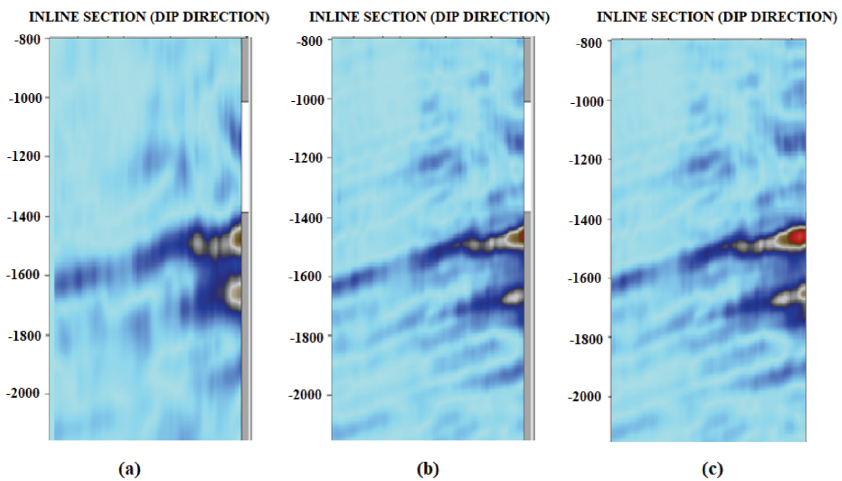 INLINE SECTION (DIP DIRECTION) INLINE SECTION (DIP DIRECTION) INLINE SECTION (DIP DIRECTION)
-800 -800 -800
-1000 -1000 -1000
-1200 -1200 -1200
-1400 -1400 -1400
-1600 -1600 -1600
-1800 -1800 -1800
-2000 -2000 -2000
(a) (b) (c)